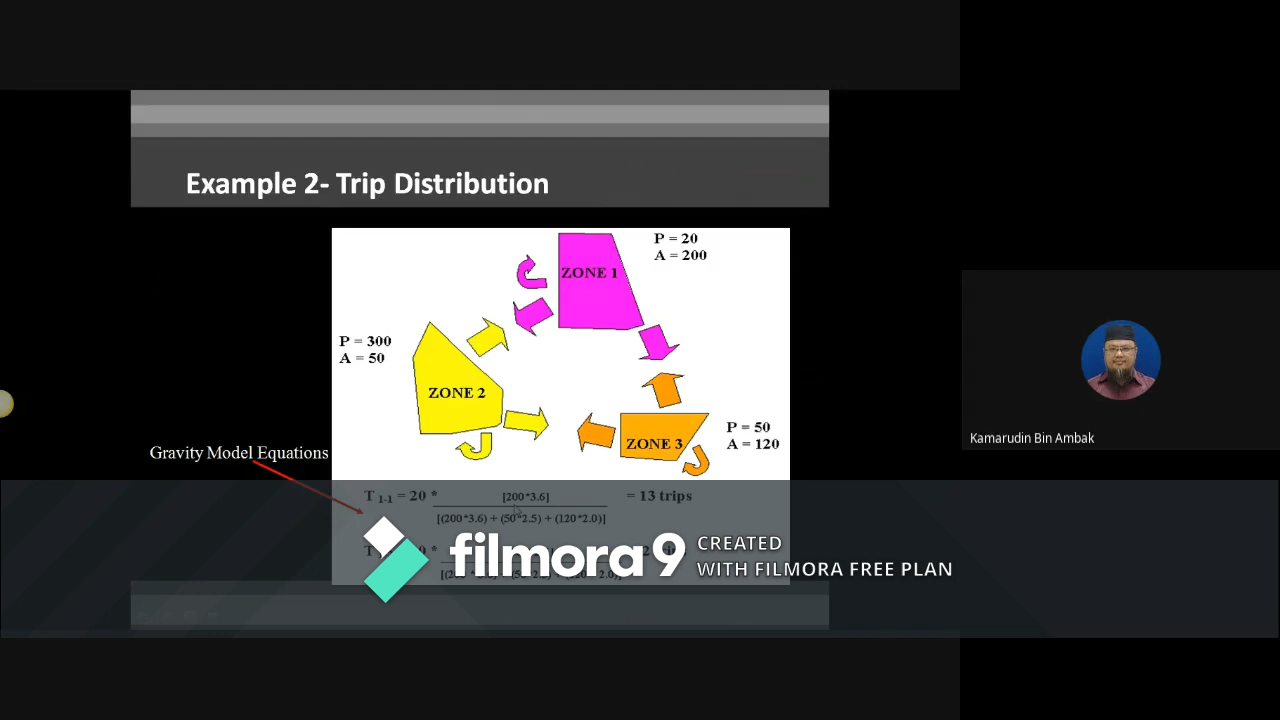 Example 2- Trip Distribution
P = 20
A = 200
ZONE 1
P = 300
A = 50
ZONE 2
P = 50
A = 120
ZONE 3
Kamarudin Bin Ambak
Gravity Model Equations
T 1-1 = 20 * [200*3.6] = 13 trips
[(200*3.6) + (50*2.5) + (120*2.0)]
filmora9
CREATED
WITH FILMORA FREE PLAN